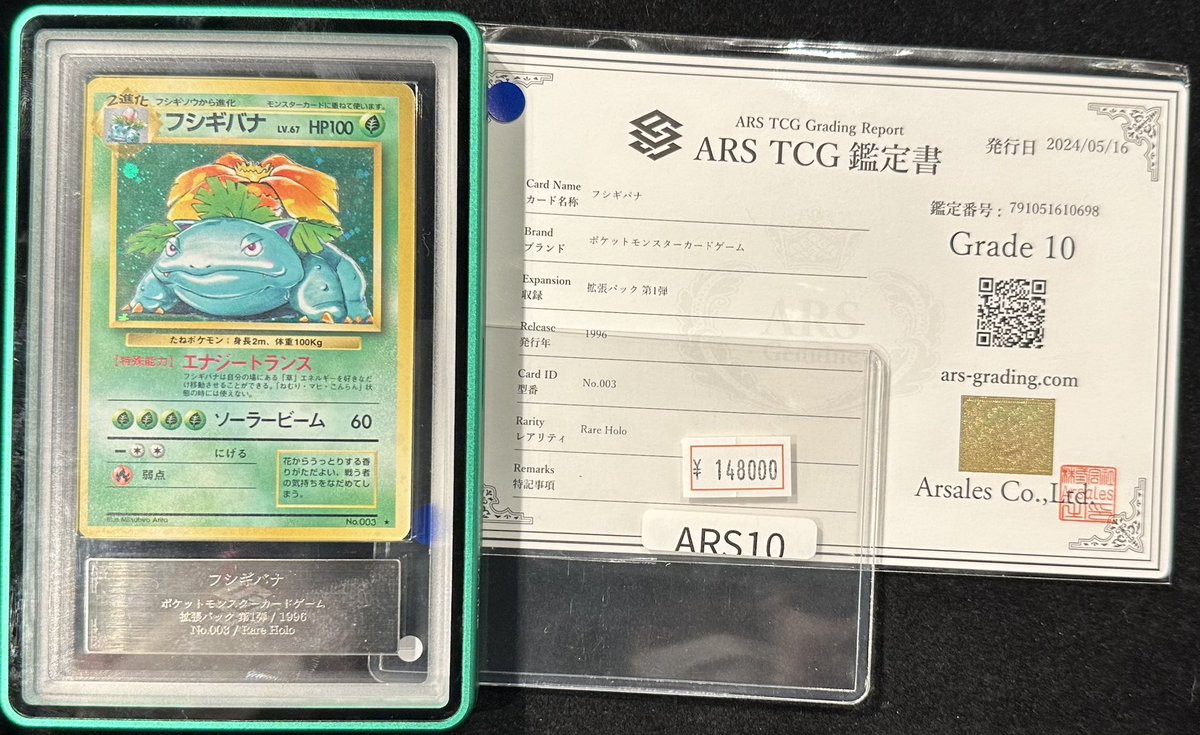 2進化 フシギソウから進化 モンスターカードに重ねて使います。
フシギバナ LV.67 HP100
たねポケモン：身長2m、体重100Kg
【特殊能力】エナジートランス
フシギバナは自分の場にある「草」エネルギーを好きなだ
け移動させることができる。「ねむり・マヒ・こんらん」状
態の時には使えない。
ソーラービーム 60
にげる
弱点
花からうっとりする香
りがただよい、戦う者
の気持ちをなだめてし
まう。
Illus. Mitsuhiro Arita
No.003 ★
フシギバナ
ポケットモンスターカードゲーム
拡張パック 第1弾 / 1996
No.003 / Rare Holo
ARS TCG Grading Report
ARS TCG 鑑定書
発行日 2024/05/16
鑑定番号：791051610698
Grade 10
ars-grading.com
Arsales Co.,Ltd.
Card Name
カード名称 フシギバナ
Brand
ブランド ポケットモンスターカードゲーム
Expansion
収録 拡張パック 第1弾
Release
発行年 1996
Card ID
型番 No.003
Rarity
レアリティ Rare Holo
Remarks
特記事項 -
ARS
Genuine
¥ 148000
ARS10